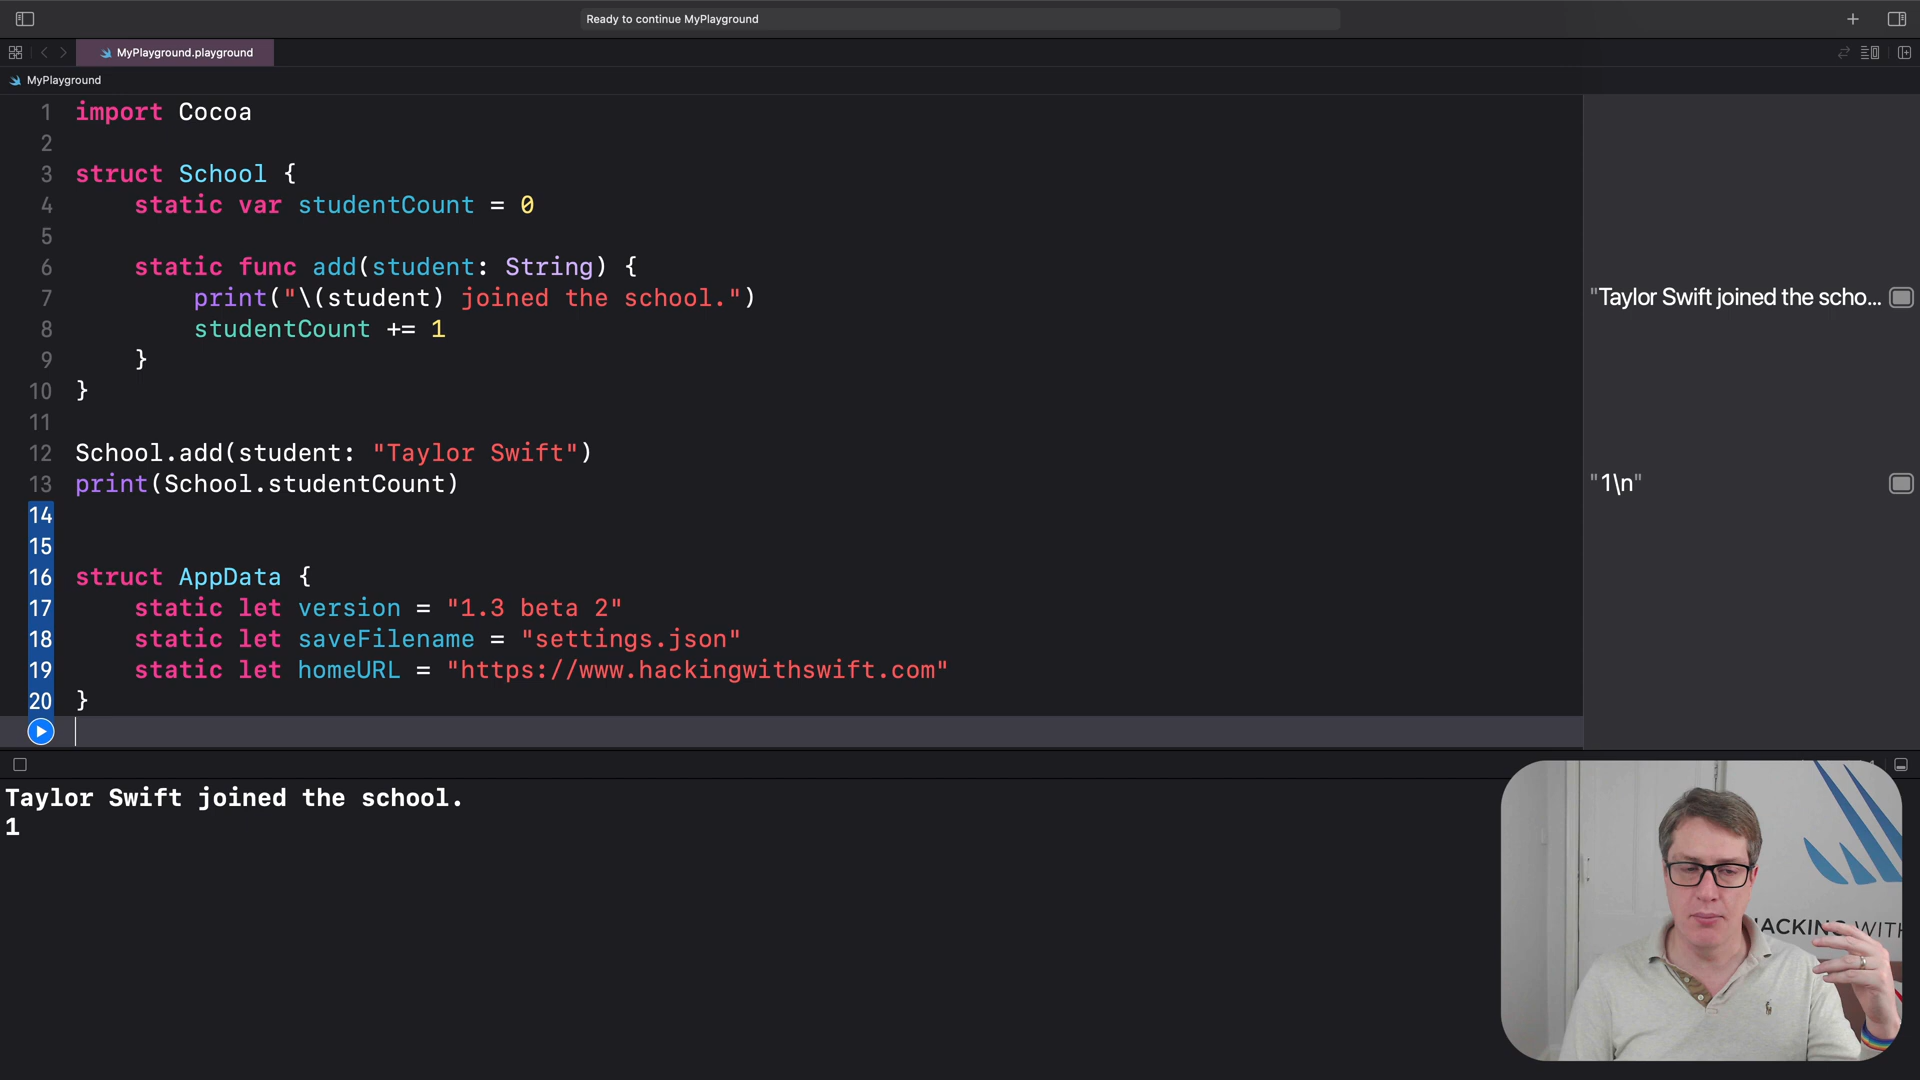 Ready to continue MyPlayground
MyPlayground.playground
MyPlayground
1 import Cocoa
2
3 struct School {
4 static var studentCount = 0
5
6 static func add(student: String) {
7 print("\(student) joined the school.")
"Taylor Swift joined the scho...
8 studentCount += 1
9 }
10 }
11
12 School.add(student: "Taylor Swift")
13 print(School.studentCount)
"1\n"
14
15
16 struct AppData {
17 static let version = "1.3 beta 2"
18 static let saveFilename = "settings.json"
19 static let homeURL = "https://www.hackingwithswift.com"
20 }
Taylor Swift joined the school.
1
HACKING WITH